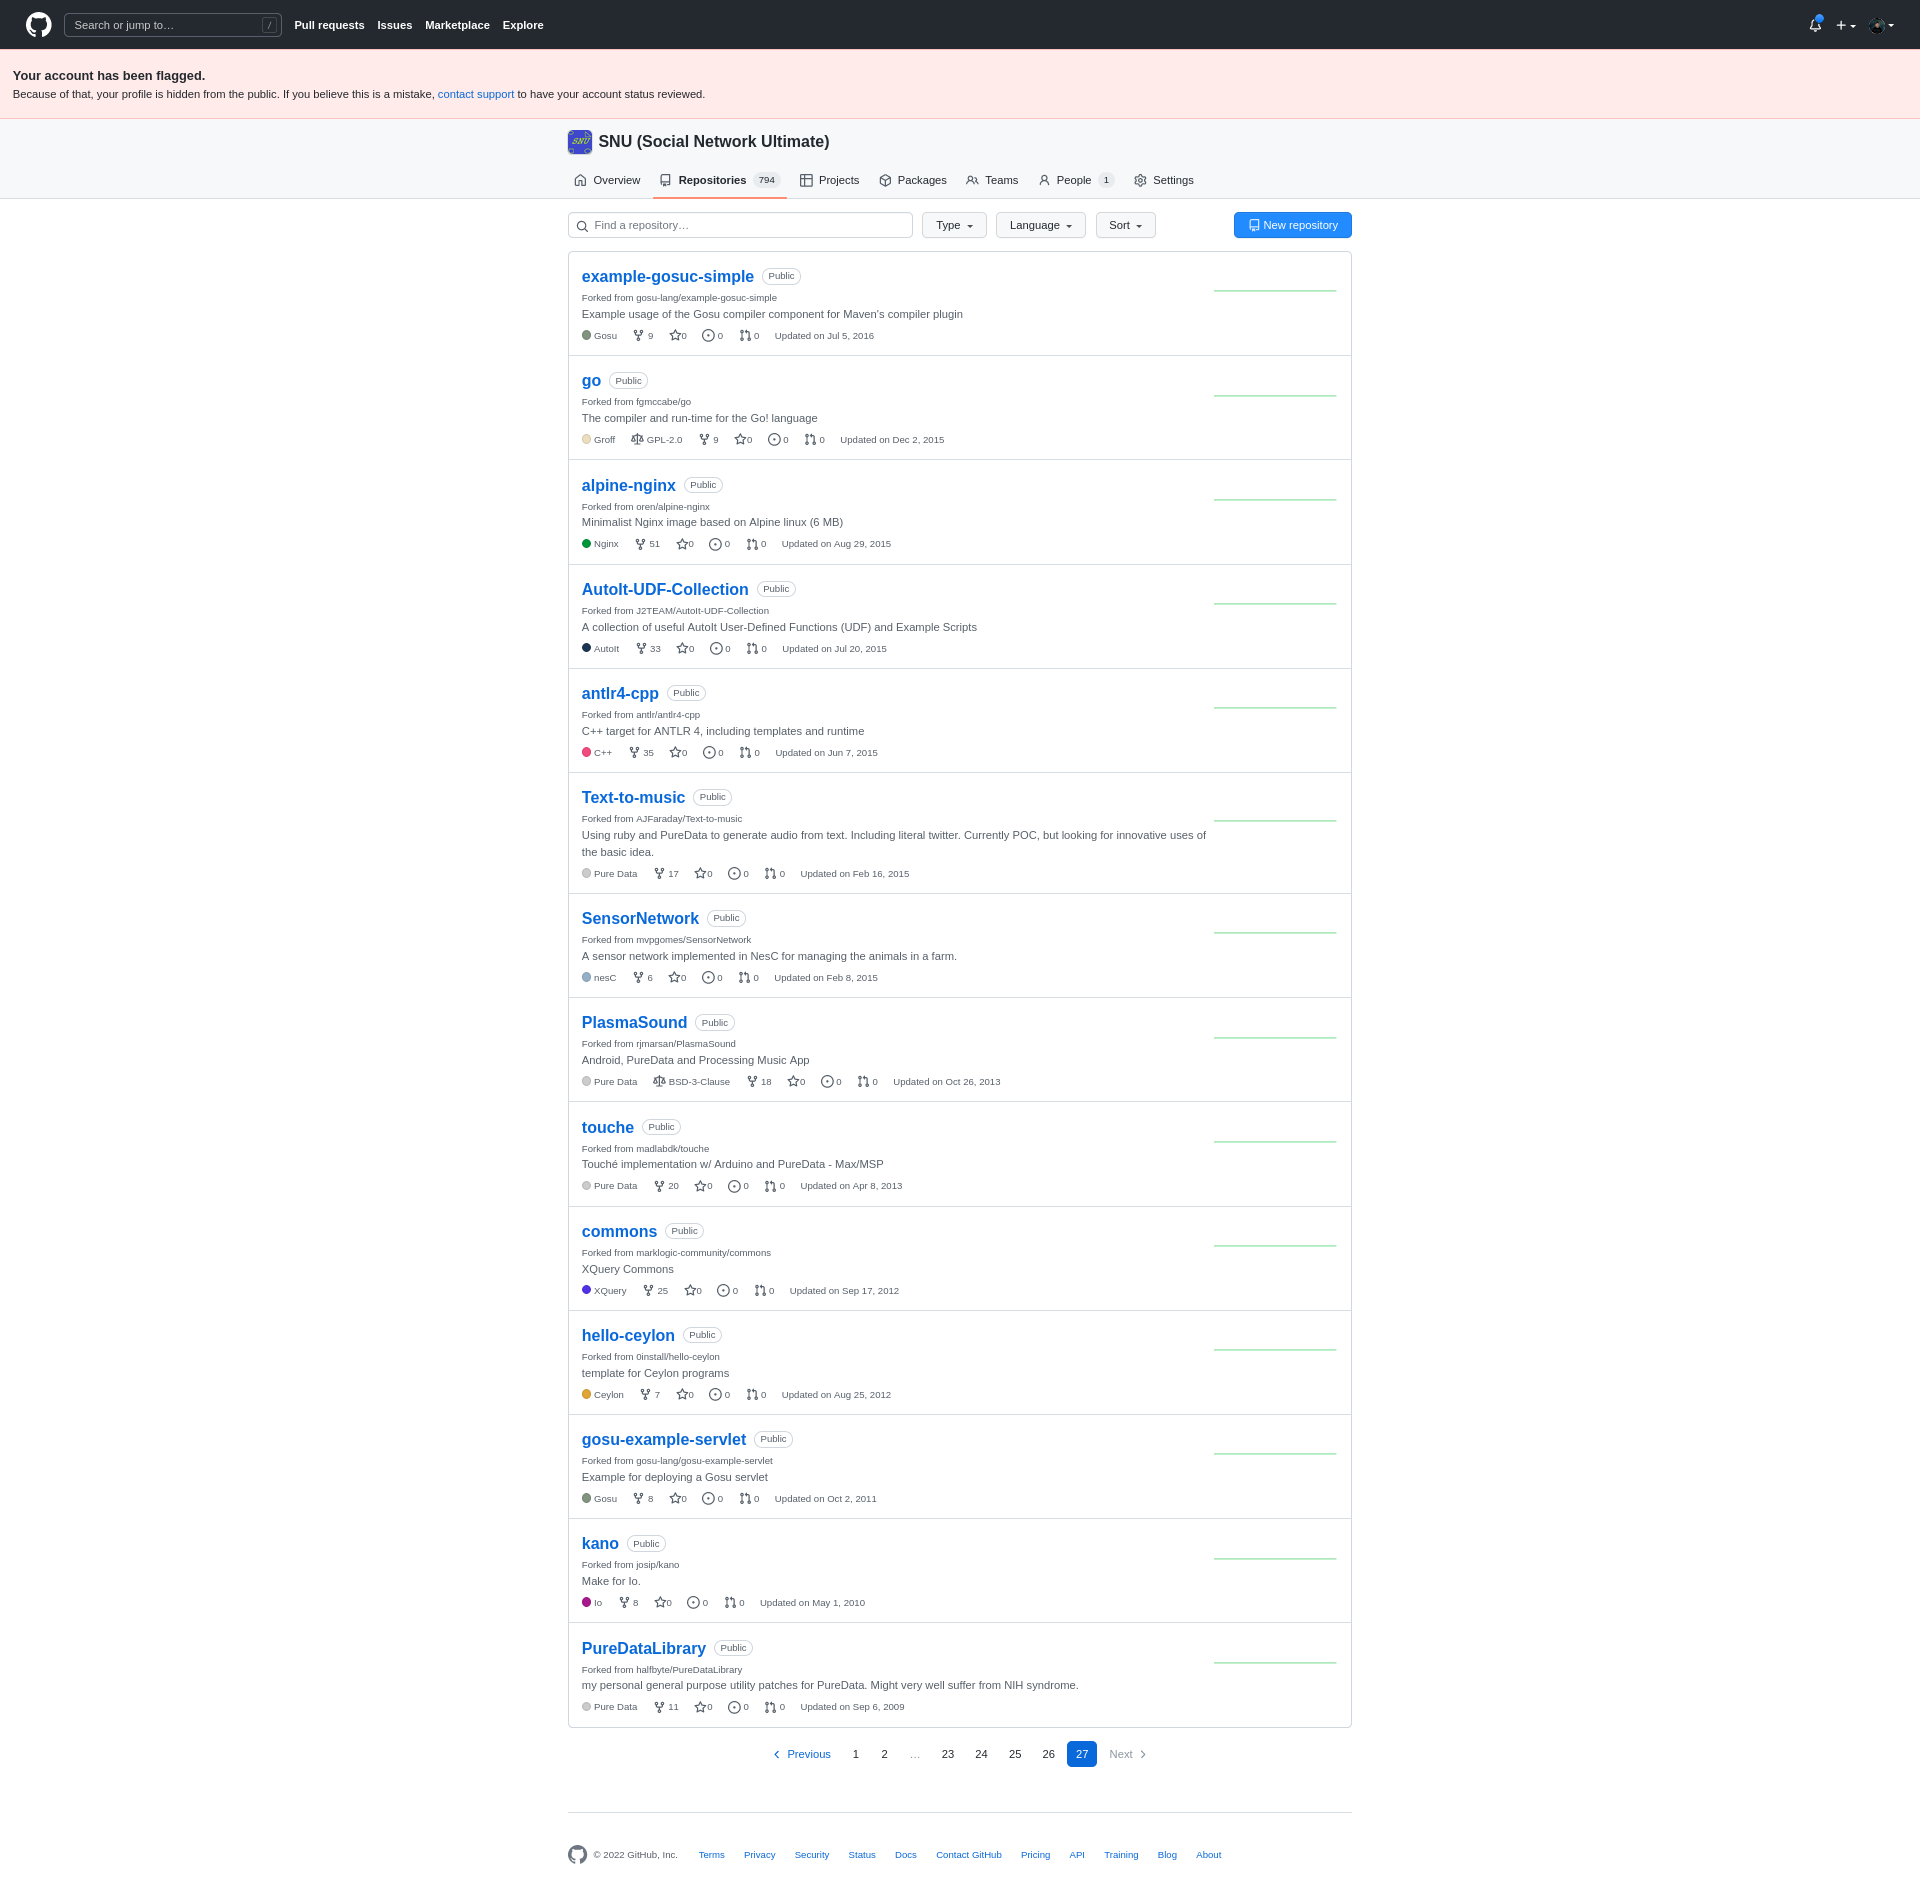 Search or jump to… /
Pull requests Issues Marketplace Explore
Your account has been flagged.
Because of that, your profile is hidden from the public. If you believe this is a mistake, contact support to have your account status reviewed.
SNU SNU (Social Network Ultimate)
Overview Repositories 794 Projects Packages Teams People 1 Settings
Find a repository… Type Language Sort New repository
example-gosuc-simple Public
Forked from gosu-lang/example-gosuc-simple
Example usage of the Gosu compiler component for Maven's compiler plugin
Gosu 9 0 0 0 Updated on Jul 5, 2016
go Public
Forked from fgmccabe/go
The compiler and run-time for the Go! language
Groff GPL-2.0 9 0 0 0 Updated on Dec 2, 2015
alpine-nginx Public
Forked from oren/alpine-nginx
Minimalist Nginx image based on Alpine linux (6 MB)
Nginx 51 0 0 0 Updated on Aug 29, 2015
AutoIt-UDF-Collection Public
Forked from J2TEAM/AutoIt-UDF-Collection
A collection of useful AutoIt User-Defined Functions (UDF) and Example Scripts
AutoIt 33 0 0 0 Updated on Jul 20, 2015
antlr4-cpp Public
Forked from antlr/antlr4-cpp
C++ target for ANTLR 4, including templates and runtime
C++ 35 0 0 0 Updated on Jun 7, 2015
Text-to-music Public
Forked from AJFaraday/Text-to-music
Using ruby and PureData to generate audio from text. Including literal twitter. Currently POC, but looking for innovative uses of
the basic idea.
Pure Data 17 0 0 0 Updated on Feb 16, 2015
SensorNetwork Public
Forked from mvpgomes/SensorNetwork
A sensor network implemented in NesC for managing the animals in a farm.
nesC 6 0 0 0 Updated on Feb 8, 2015
PlasmaSound Public
Forked from rjmarsan/PlasmaSound
Android, PureData and Processing Music App
Pure Data BSD-3-Clause 18 0 0 0 Updated on Oct 26, 2013
touche Public
Forked from madlabdk/touche
Touché implementation w/ Arduino and PureData - Max/MSP
Pure Data 20 0 0 0 Updated on Apr 8, 2013
commons Public
Forked from marklogic-community/commons
XQuery Commons
XQuery 25 0 0 0 Updated on Sep 17, 2012
hello-ceylon Public
Forked from 0install/hello-ceylon
template for Ceylon programs
Ceylon 7 0 0 0 Updated on Aug 25, 2012
gosu-example-servlet Public
Forked from gosu-lang/gosu-example-servlet
Example for deploying a Gosu servlet
Gosu 8 0 0 0 Updated on Oct 2, 2011
kano Public
Forked from josip/kano
Make for Io.
Io 8 0 0 0 Updated on May 1, 2010
PureDataLibrary Public
Forked from halfbyte/PureDataLibrary
my personal general purpose utility patches for PureData. Might very well suffer from NIH syndrome.
Pure Data 11 0 0 0 Updated on Sep 6, 2009
Previous 1 2 … 23 24 25 26 27 Next
© 2022 GitHub, Inc. Terms Privacy Security Status Docs Contact GitHub Pricing API Training Blog About